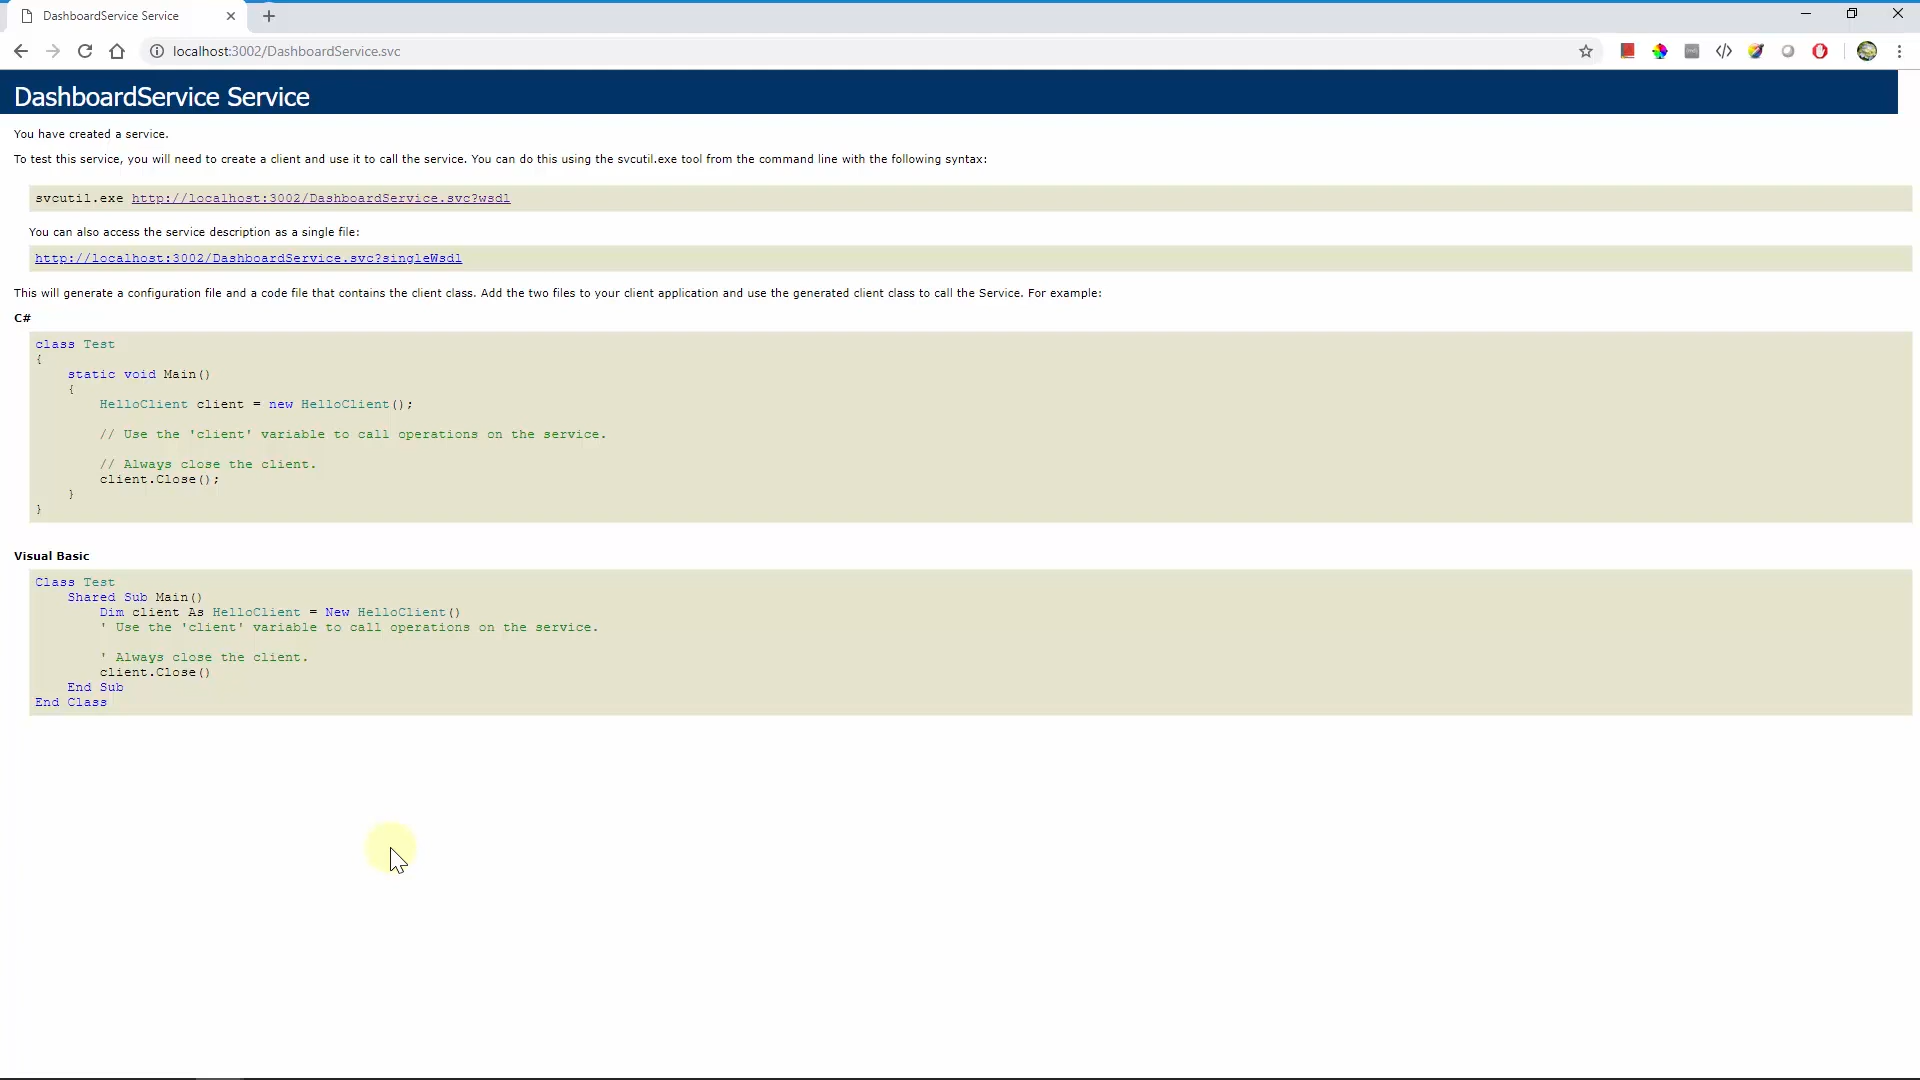 DashboardService Service
localhost:3002/DashboardService.svc
DashboardService Service
You have created a service.
To test this service, you will need to create a client and use it to call the service. You can do this using the svcutil.exe tool from the command line with the following syntax:
svcutil.exe http://localhost:3002/DashboardService.svc?wsdl
You can also access the service description as a single file:
http://localhost:3002/DashboardService.svc?singleWsdl
This will generate a configuration file and a code file that contains the client class. Add the two files to your client application and use the generated client class to call the Service. For example:
C#
class Test
{
static void Main()
{
HelloClient client = new HelloClient();
// Use the 'client' variable to call operations on the service.
// Always close the client.
client.Close();
}
}
Visual Basic
Class Test
Shared Sub Main()
Dim client As HelloClient = New HelloClient()
' Use the 'client' variable to call operations on the service.
' Always close the client.
client.Close()
End Sub
End Class